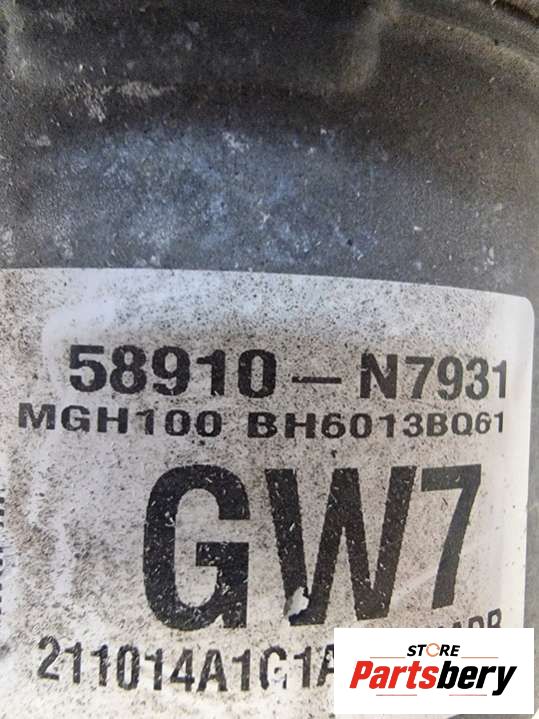 58910-N7931
MGH100 BH6013BQ61
GW7
STORE
Partsbery